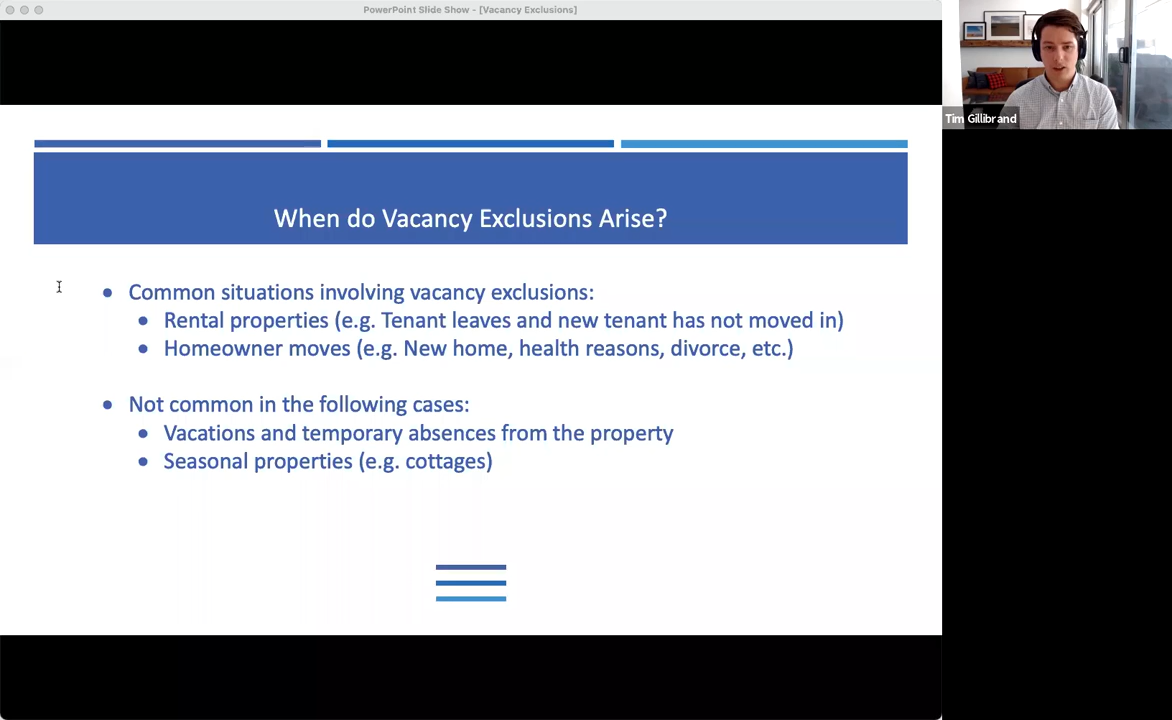 PowerPoint Slide Show - [Vacancy Exclusions]
Tim Gillibrand
When do Vacancy Exclusions Arise?
• Common situations involving vacancy exclusions:
• Rental properties (e.g. Tenant leaves and new tenant has not moved in)
• Homeowner moves (e.g. New home, health reasons, divorce, etc.)
• Not common in the following cases:
• Vacations and temporary absences from the property
• Seasonal properties (e.g. cottages)